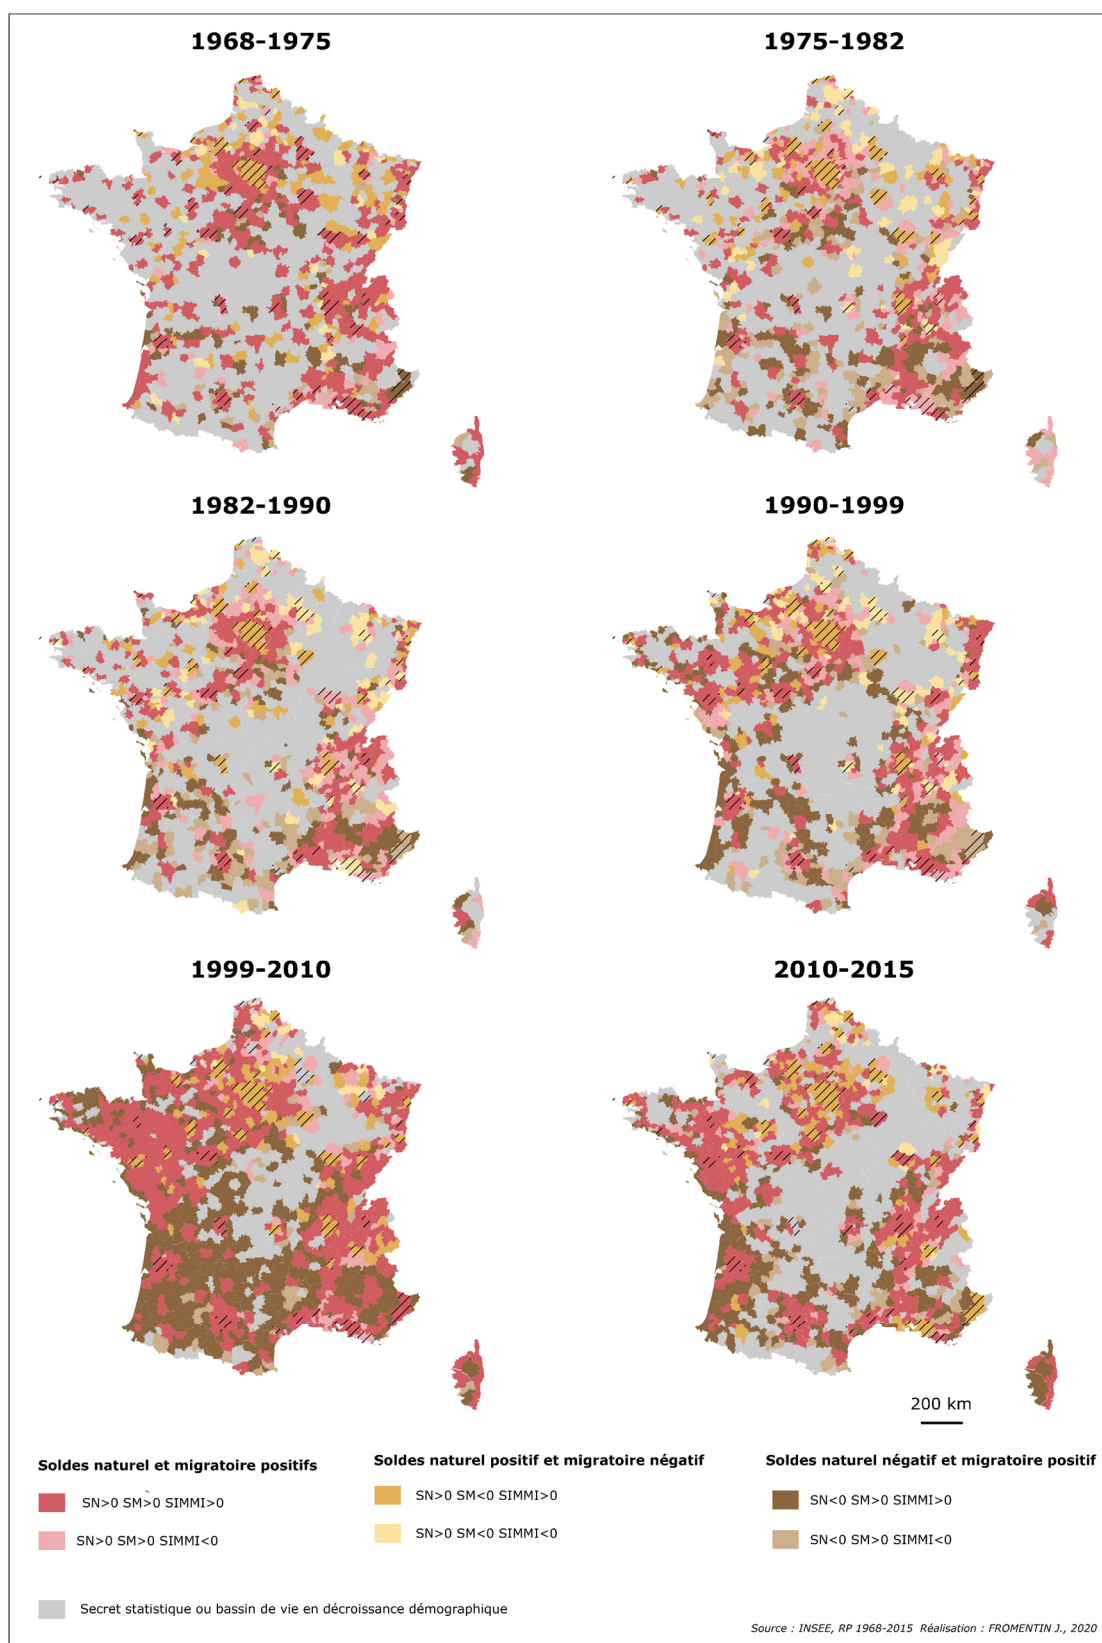 1968-1975
1975-1982
1982-1990
1990-1999
1999-2010
2010-2015
200 km
Soldes naturel et migratoire positifs
SN>0 SM>0 SIMMI>0
SN>0 SM>0 SIMMI<0
Soldes naturel positif et migratoire négatif
SN>0 SM<0 SIMMI>0
SN>0 SM<0 SIMMI<0
Soldes naturel négatif et migratoire positif
SN<0 SM>0 SIMMI>0
SN<0 SM>0 SIMMI<0
Secret statistique ou bassin de vie en décroissance démographique
Source : INSEE, RP 1968-2015 Réalisation : FROMENTIN J., 2020